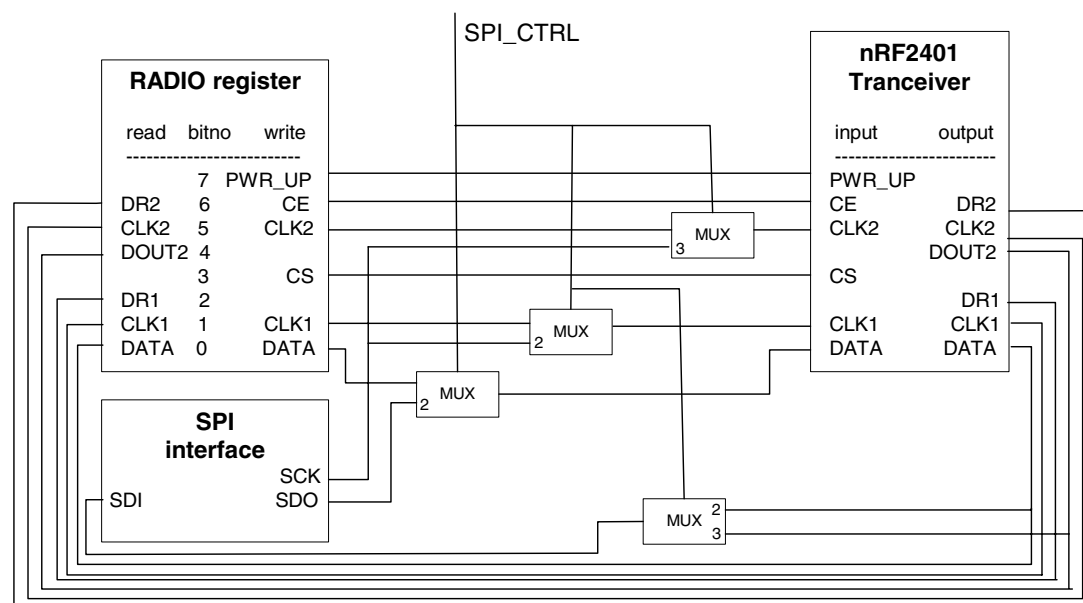 SPI_CTRL
RADIO register
read bitno write
----------------------------
7 PWR_UP
DR2 6 CE
CLK2 5 CLK2
DOUT2 4
3 CS
DR1 2
CLK1 1 CLK1
DATA 0 DATA
nRF2401
Tranceiver
input output
--------------------------
PWR_UP
CE DR2
CLK2 CLK2
DOUT2
CS
DR1
CLK1 CLK1
DATA DATA
MUX
3
MUX
2
MUX
2
SPI
interface
SCK
SDI SDO
MUX 2
3